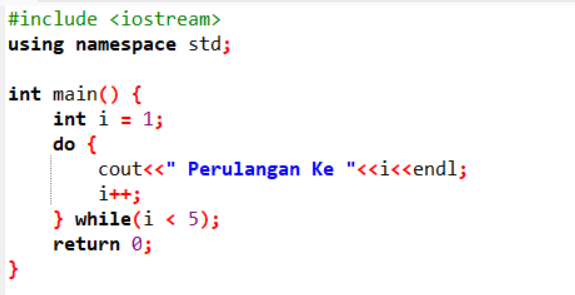 #include <iostream>
using namespace std;
int main() {
int i = 1;
do {
cout<<" Perulangan Ke "<<i<<endl;
i++;
} while(i < 5);
return 0;
}